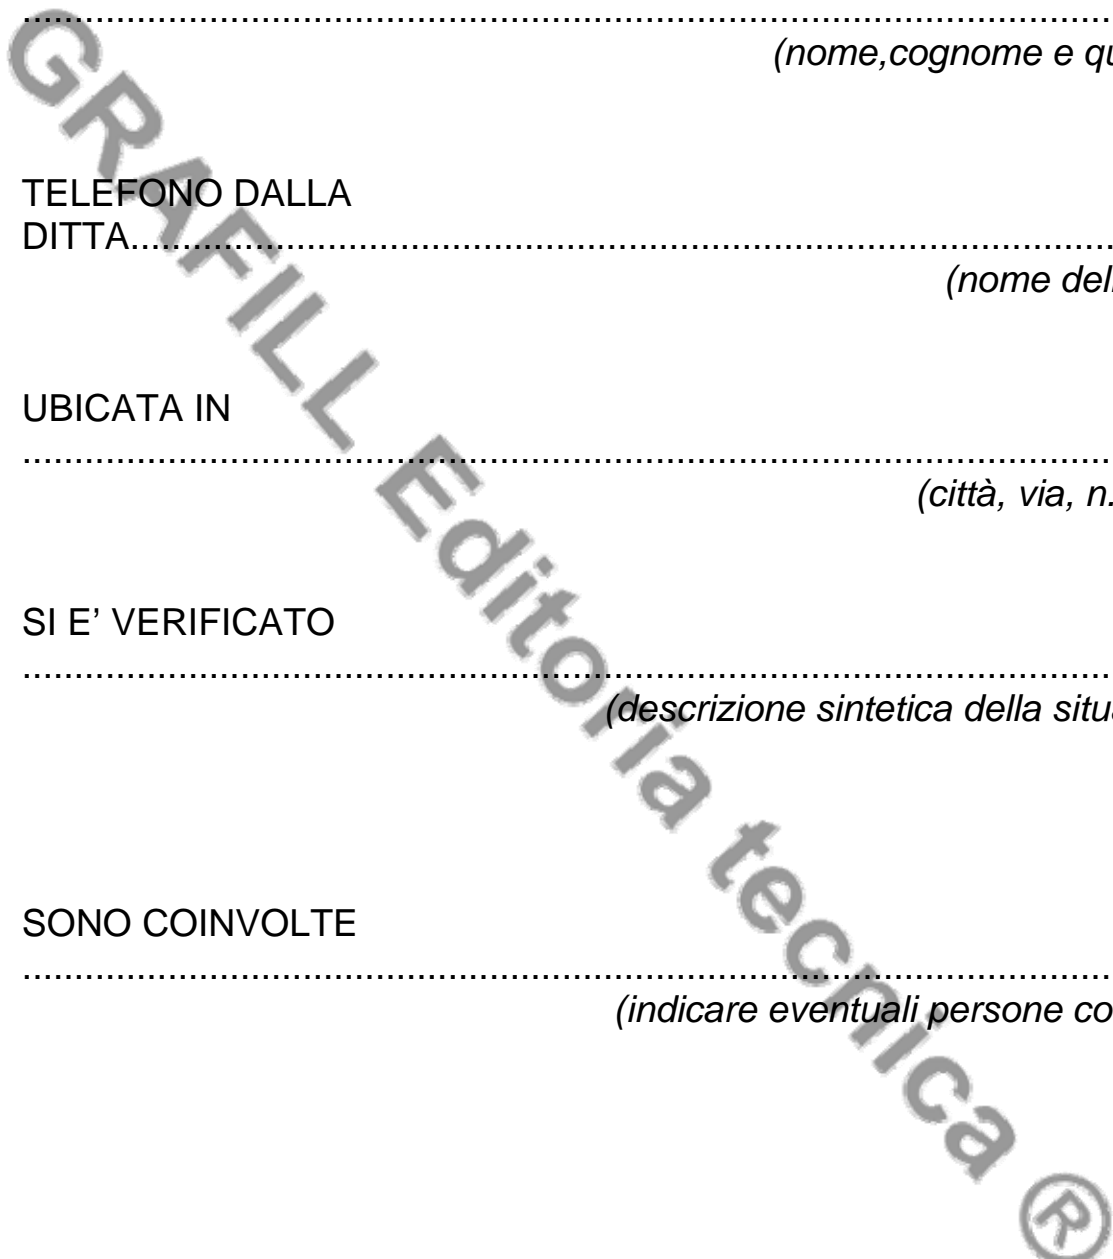 ................................................................................................................
(nome,cognome e qu
TELEFONO DALLA
DITTA.....................................................................................................
(nome del
UBICATA IN
................................................................................................................
(città, via, n.
SI E’ VERIFICATO
................................................................................................................
(descrizione sintetica della situ
SONO COINVOLTE
................................................................................................................
(indicare eventuali persone co
GRAFILL Editoria tecnica ®